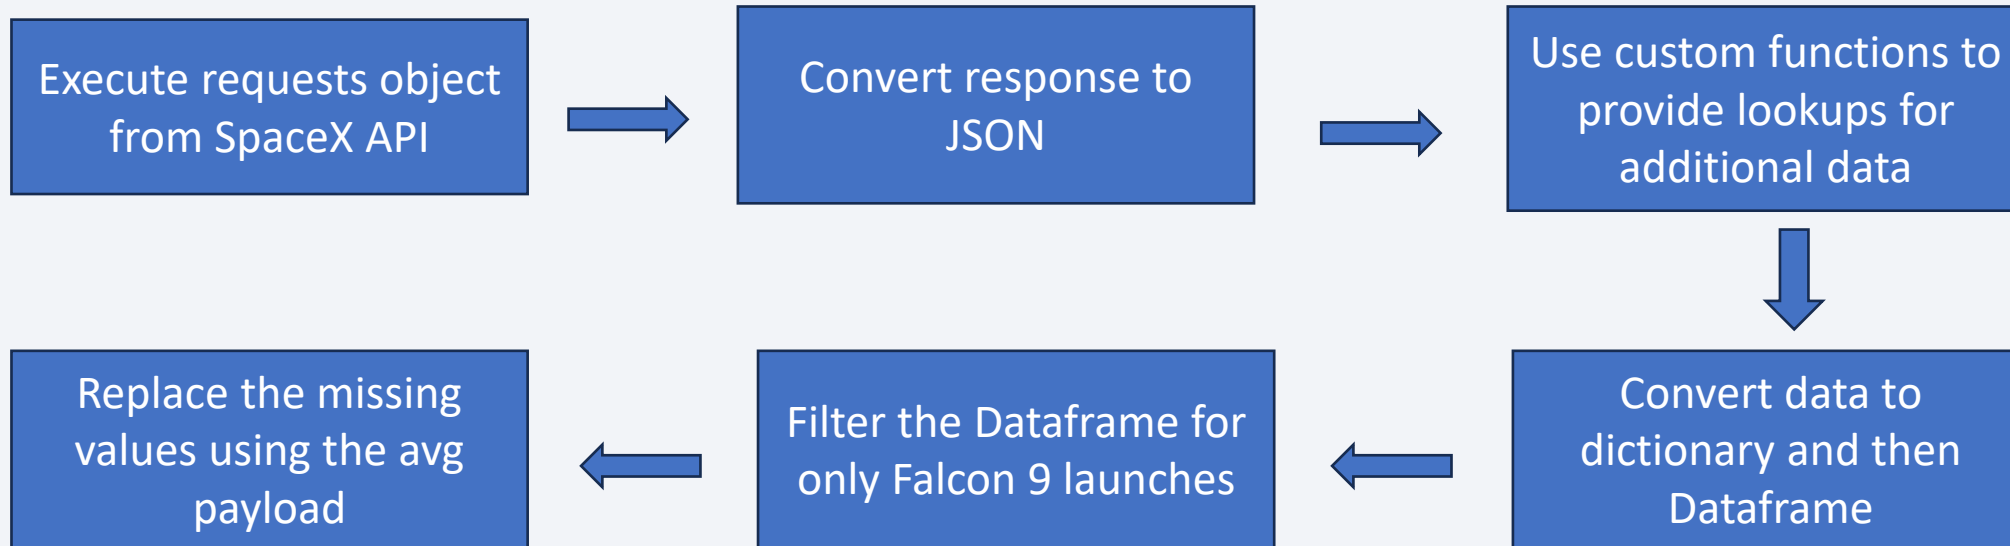 Execute requests object
from SpaceX API
Convert response to
JSON
Use custom functions to
provide lookups for
additional data
Convert data to
dictionary and then
Dataframe
Filter the Dataframe for
only Falcon 9 launches
Replace the missing
values using the avg
payload